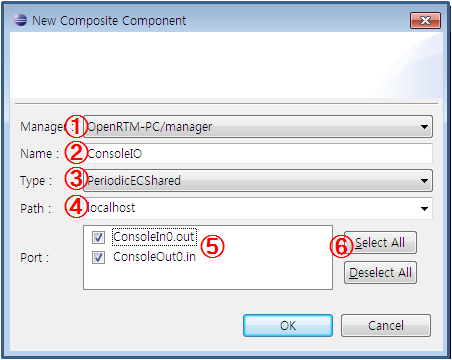 New Composite Component
Manager : ① OpenRTM-PC/manager
Name : ② ConsoleIO
Type : ③ PeriodicECShared
Path : ④ localhost
Port :
ConsoleIn0.out
ConsoleOut0.in
⑤
⑥ Select All
Deselect All
OK
Cancel